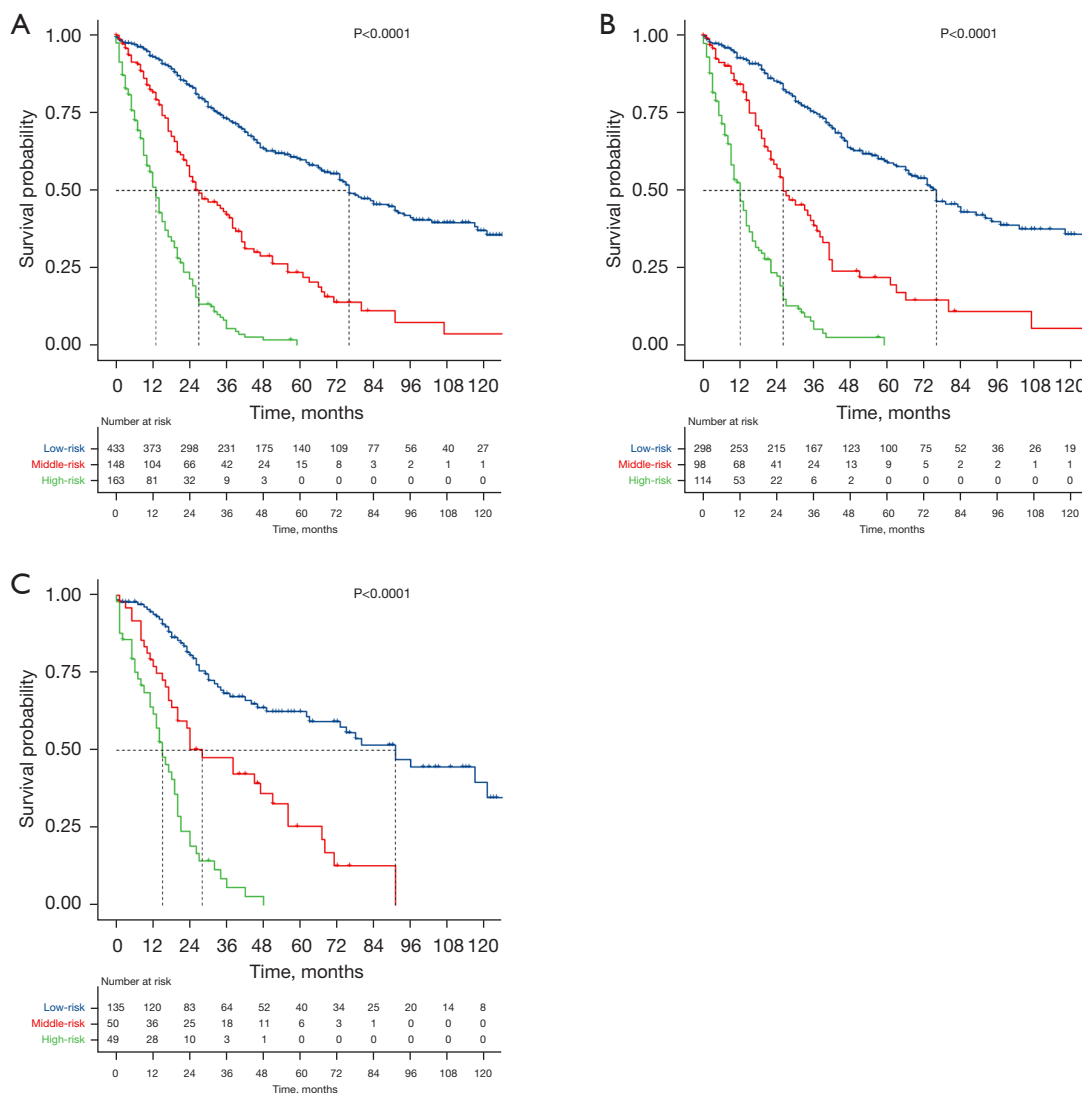 A
P<0.0001
1.00
0.75
0.50
0.25
0.00
Survival probability
0 12 24 36 48 60 72 84 96 108 120
Time, months
Number at risk
Low-risk 433 373 298 231 175 140 109 77 56 40 27
Middle-risk 148 104 66 42 24 15 8 3 2 1 1
High-risk 163 81 32 9 3 0 0 0 0 0 0
0 12 24 36 48 60 72 84 96 108 120
Time, months
B
P<0.0001
1.00
0.75
0.50
0.25
0.00
Survival probability
0 12 24 36 48 60 72 84 96 108 120
Time, months
Number at risk
Low-risk 298 253 215 167 123 100 75 52 36 26 19
Middle-risk 98 68 41 24 13 9 5 2 2 1 1
High-risk 114 53 22 6 2 0 0 0 0 0 0
0 12 24 36 48 60 72 84 96 108 120
Time, months
C
P<0.0001
1.00
0.75
0.50
0.25
0.00
Survival probability
0 12 24 36 48 60 72 84 96 108 120
Time, months
Number at risk
Low-risk 135 120 83 64 52 40 34 25 20 14 8
Middle-risk 50 36 25 18 11 6 3 1 0 0 0
High-risk 49 28 10 3 1 0 0 0 0 0 0
0 12 24 36 48 60 72 84 96 108 120
Time, months